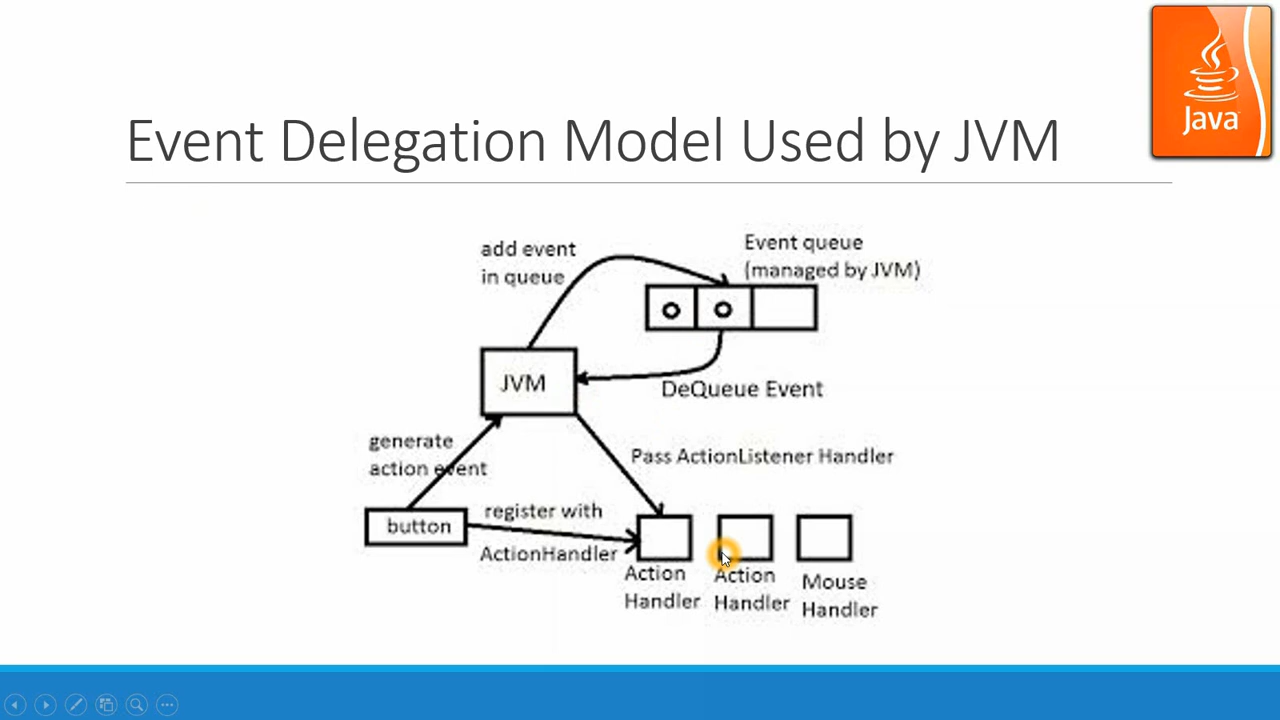 Java
Event Delegation Model Used by JVM
add event
in queue
Event queue
(managed by JVM)
JVM
DeQueue Event
generate
action event
Pass ActionListener Handler
button
register with
ActionHandler
Action
Handler
Action
Handler
Mouse
Handler